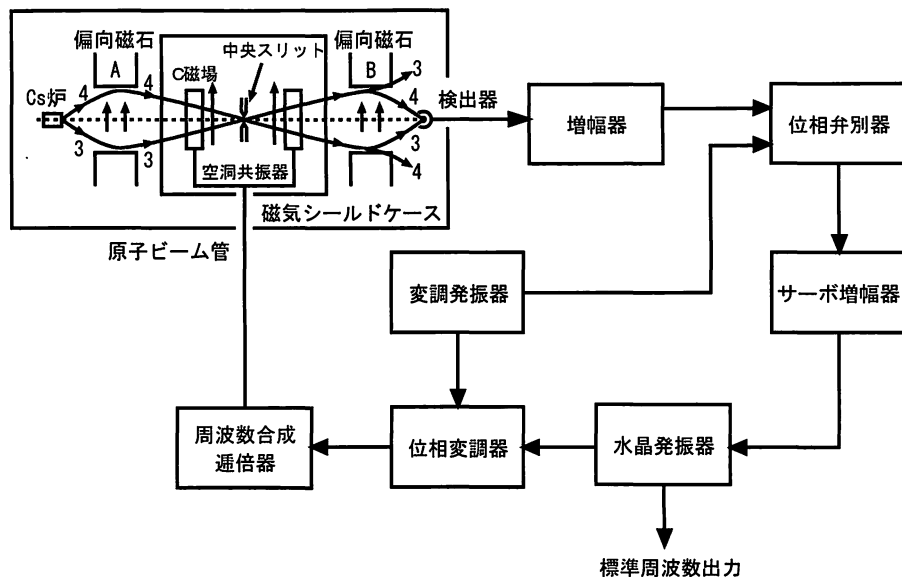 偏向磁石
A
中央スリット
偏向磁石
B
3
4
4
C磁場
4
Cs炉
検出器
3
3
3
4
空洞共振器
磁気シールドケース
原子ビーム管
増幅器
位相弁別器
変調発振器
サーボ増幅器
周波数合成
逓倍器
位相変調器
水晶発振器
標準周波数出力